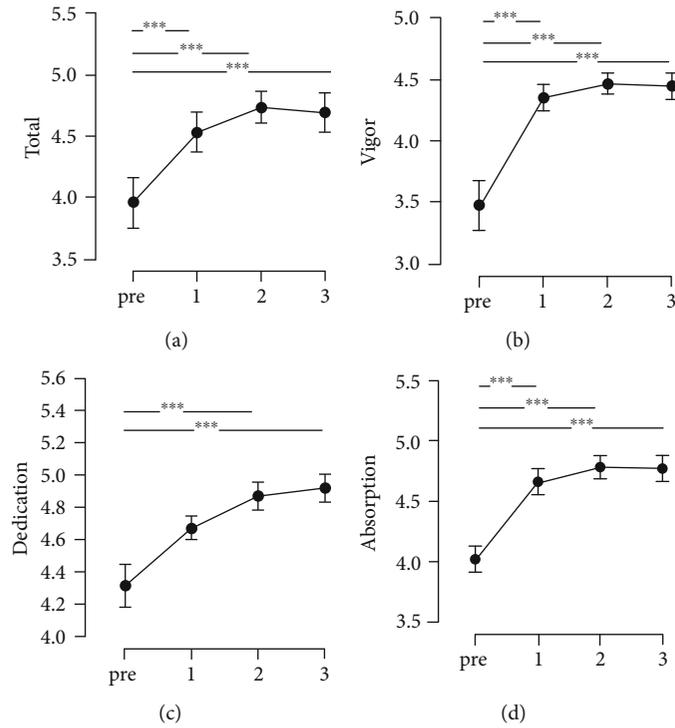 Total
5.5
5.0
4.5
4.0
3.5
***
***
***
pre 1 2 3
(a)
Vigor
5.0
4.5
4.0
3.5
3.0
***
***
***
pre 1 2 3
(b)
Dedication
5.6
5.4
5.2
5.0
4.8
4.6
4.4
4.2
4.0
***
***
pre 1 2 3
(c)
Absorption
5.5
5.0
4.5
4.0
3.5
***
***
***
pre 1 2 3
(d)